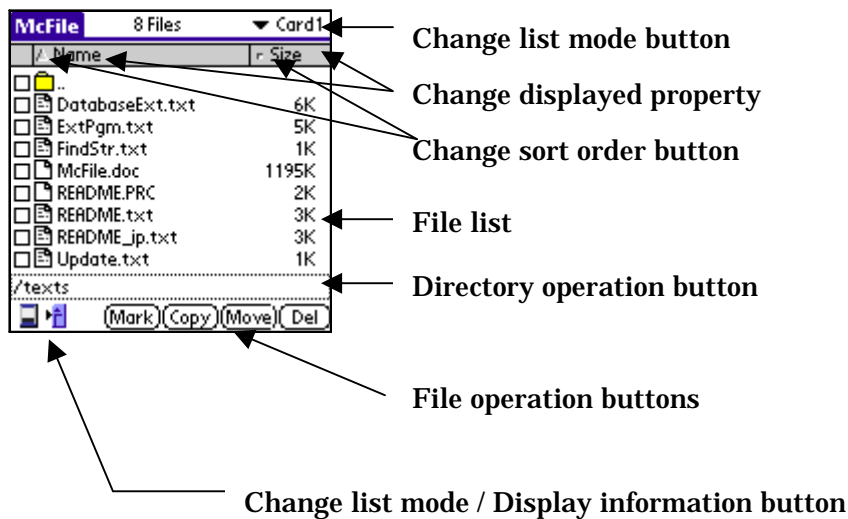 McFile 8 Files Card1
Name Size
..
DatabaseExt.txt 6K
ExtPgm.txt 5K
FindStr.txt 1K
McFile.doc 1195K
README.PRC 2K
README.txt 3K
README_jp.txt 3K
Update.txt 1K
/texts
Mark Copy Move Del
Change list mode button
Change displayed property
Change sort order button
File list
Directory operation button
File operation buttons
Change list mode / Display information button